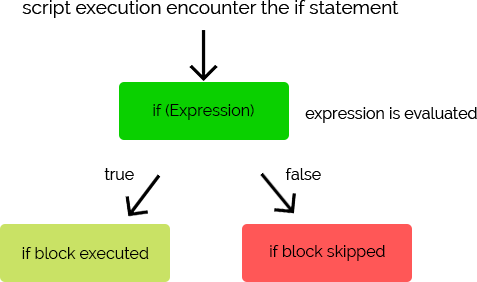 script execution encounter the if statement
if (Expression)
expression is evaluated
true
false
if block executed
if block skipped